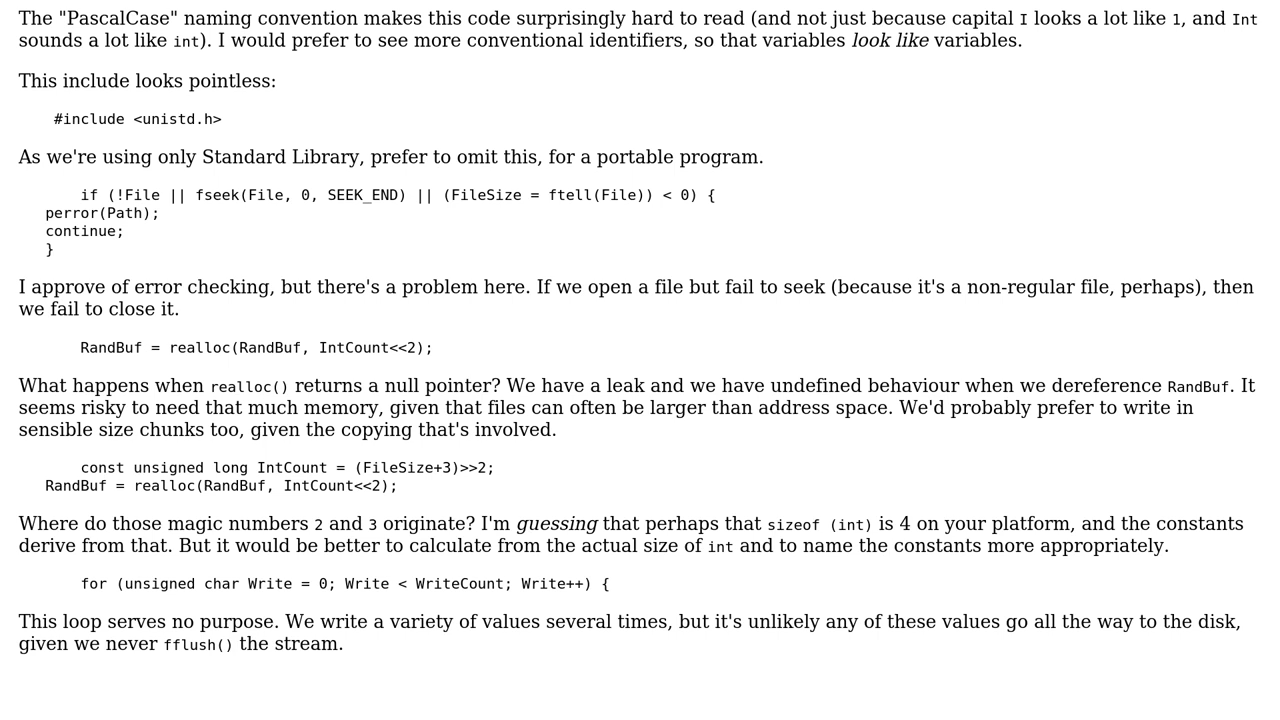 The "PascalCase" naming convention makes this code surprisingly hard to read (and not just because capital I looks a lot like 1, and Int
sounds a lot like int). I would prefer to see more conventional identifiers, so that variables look like variables.
This include looks pointless:
#include <unistd.h>
As we're using only Standard Library, prefer to omit this, for a portable program.
if (!File || fseek(File, 0, SEEK_END) || (FileSize = ftell(File)) < 0) {
perror(Path);
continue;
}
I approve of error checking, but there's a problem here. If we open a file but fail to seek (because it's a non-regular file, perhaps), then
we fail to close it.
RandBuf = realloc(RandBuf, IntCount<<2);
What happens when realloc() returns a null pointer? We have a leak and we have undefined behaviour when we dereference RandBuf. It
seems risky to need that much memory, given that files can often be larger than address space. We'd probably prefer to write in
sensible size chunks too, given the copying that's involved.
const unsigned long IntCount = (FileSize+3)>>2;
RandBuf = realloc(RandBuf, IntCount<<2);
Where do those magic numbers 2 and 3 originate? I'm guessing that perhaps that sizeof (int) is 4 on your platform, and the constants
derive from that. But it would be better to calculate from the actual size of int and to name the constants more appropriately.
for (unsigned char Write = 0; Write < WriteCount; Write++) {
This loop serves no purpose. We write a variety of values several times, but it's unlikely any of these values go all the way to the disk,
given we never fflush() the stream.